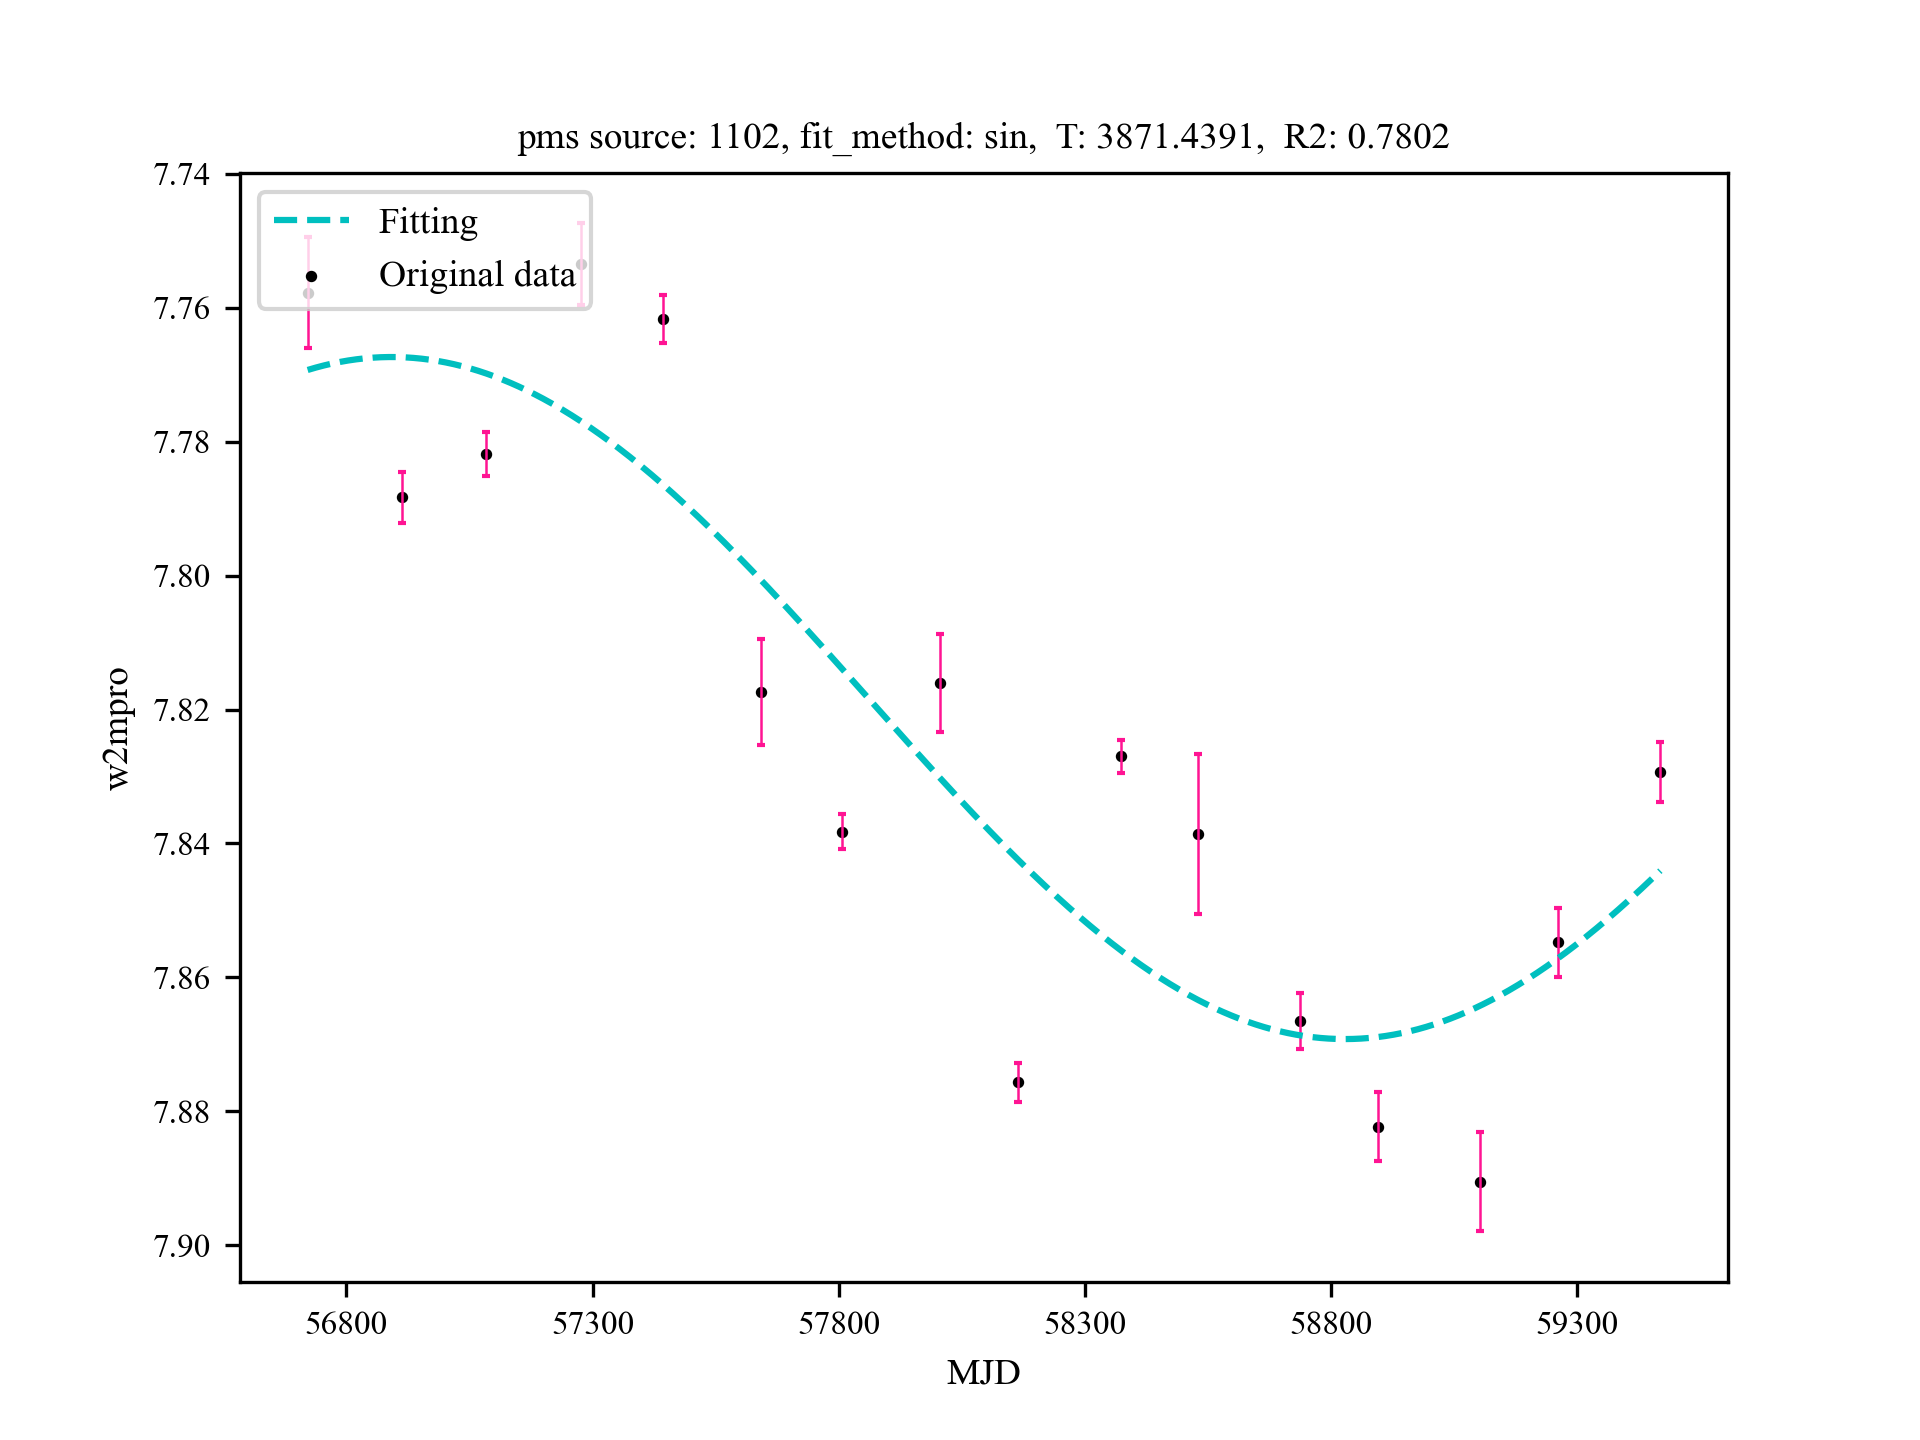 pms source: 1102, fit_method: sin,  T: 3871.4391,  R2: 0.7802
Fitting
Original data
7.74
7.76
7.78
7.80
7.82
7.84
7.86
7.88
7.90
w2mpro
56800 57300 57800 58300 58800 59300
MJD